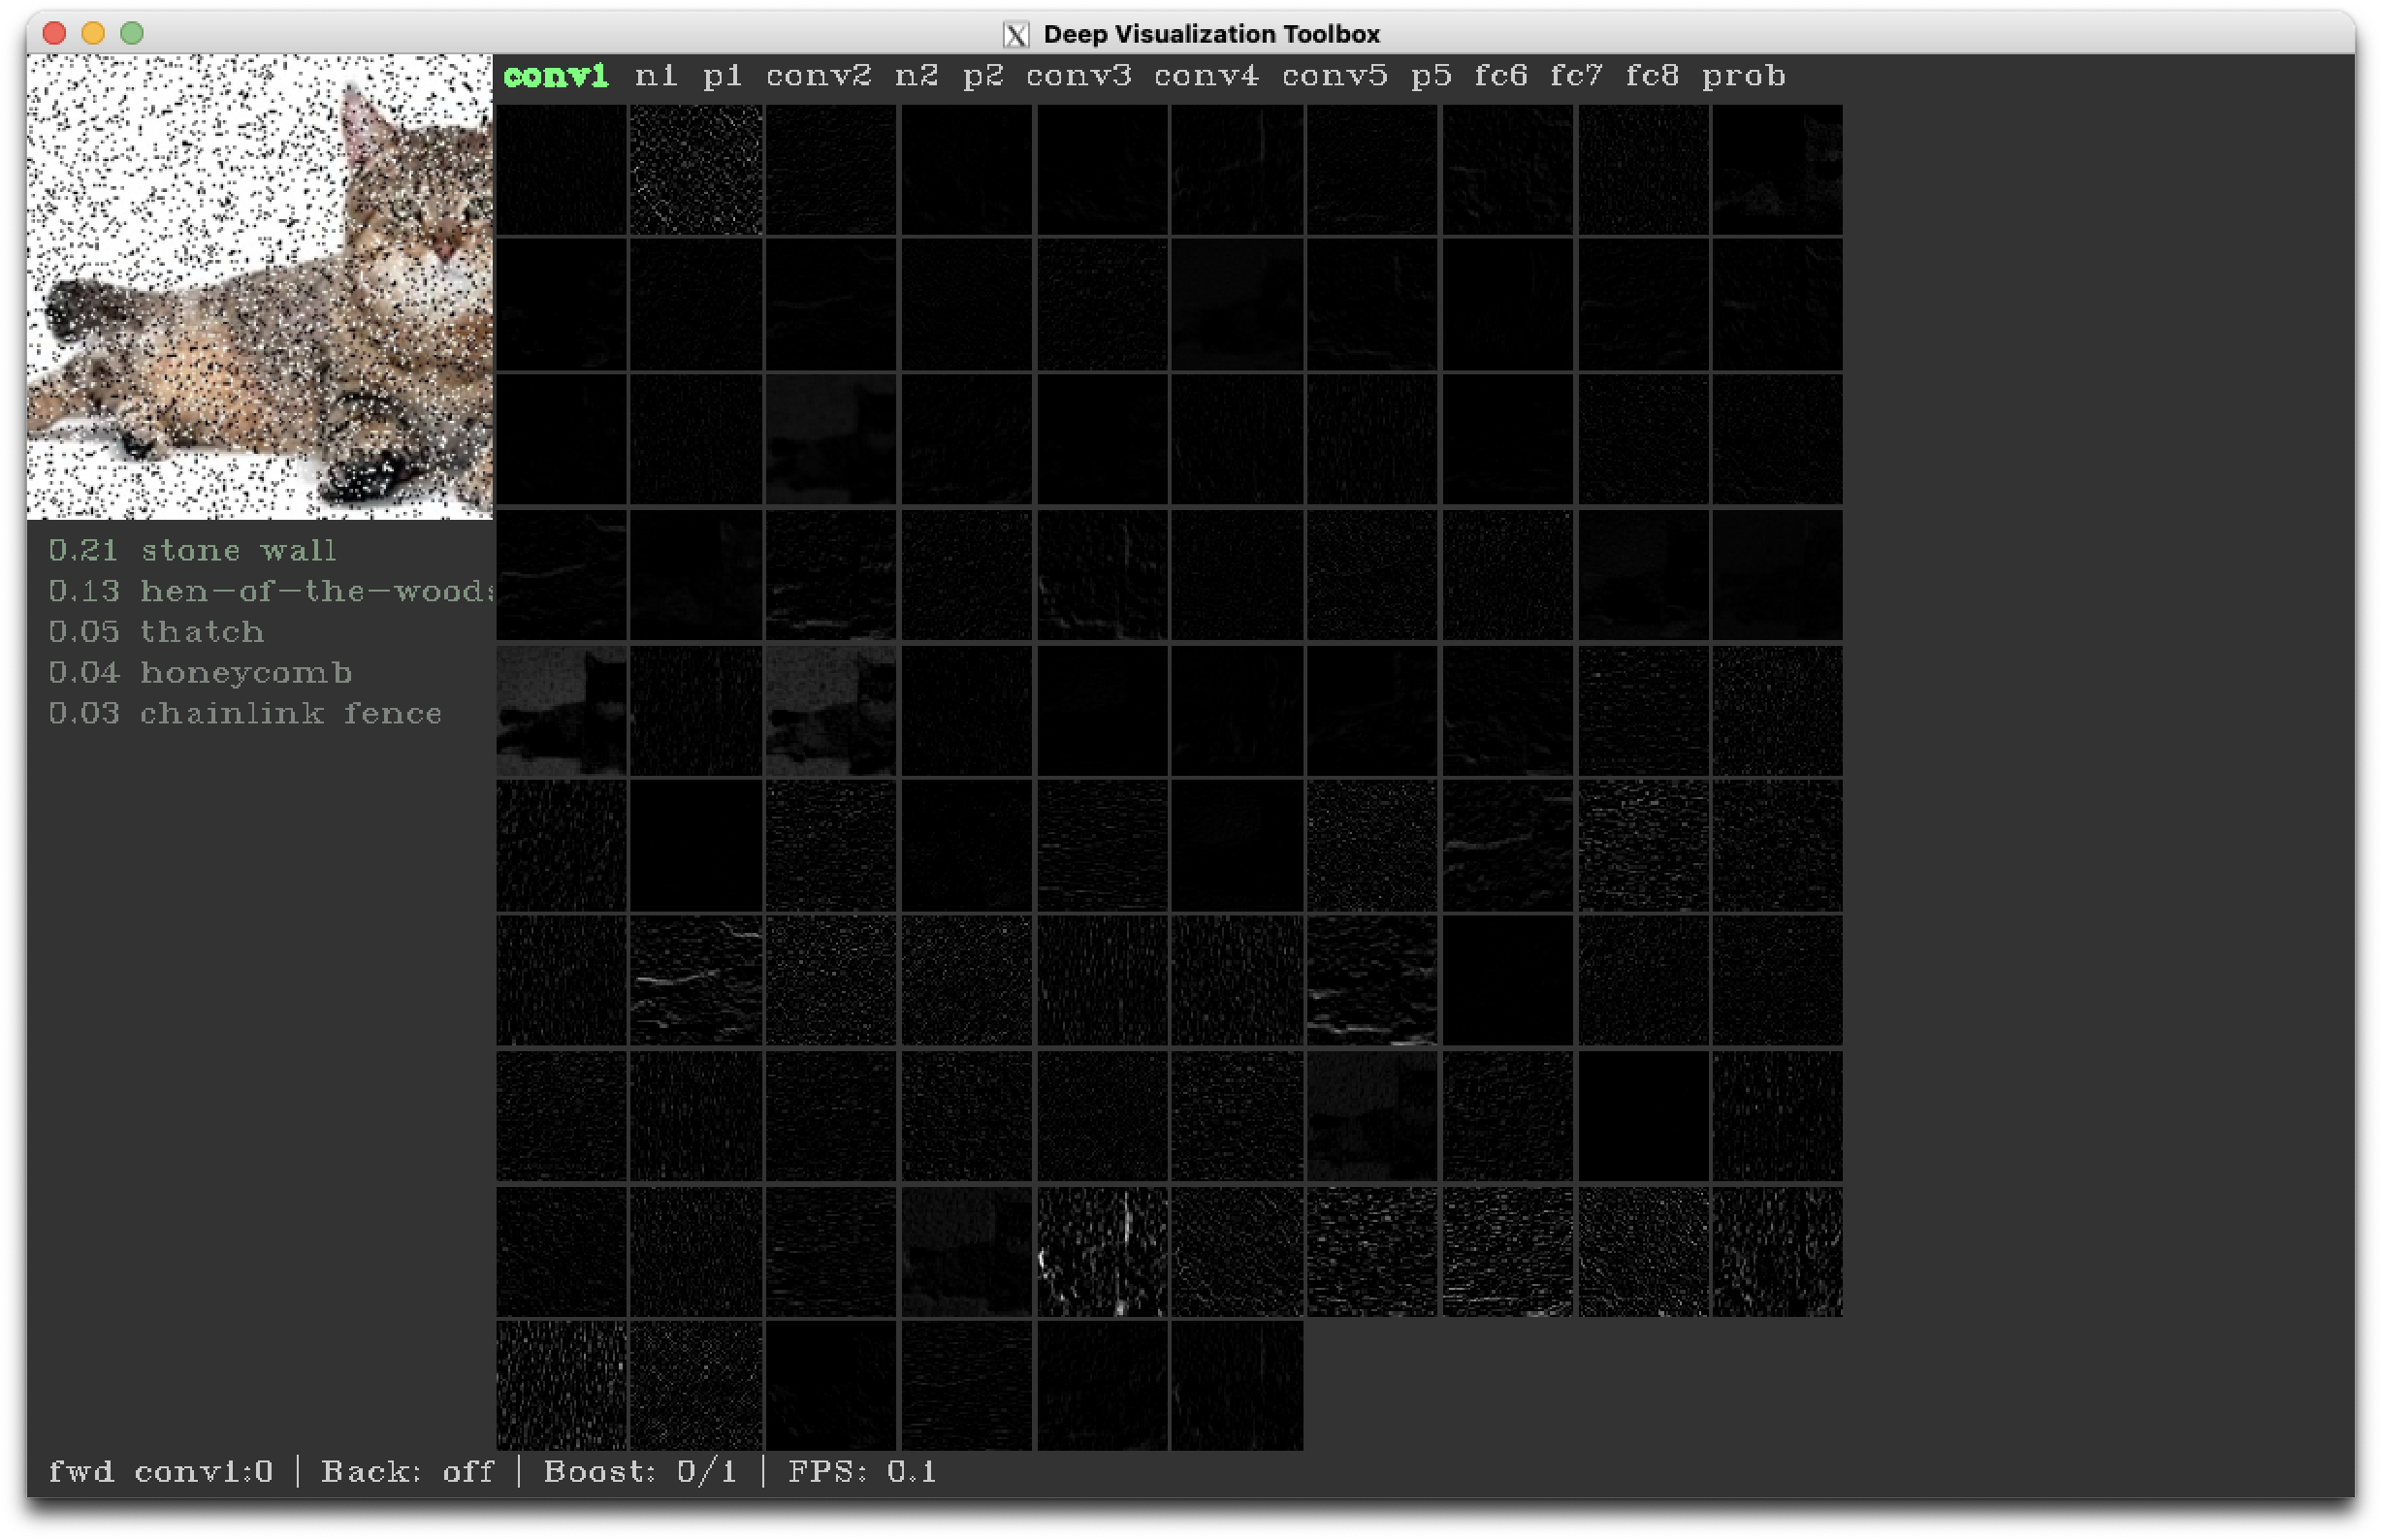 Deep Visualization Toolbox
conv1 n1 p1 conv2 n2 p2 conv3 conv4 conv5 p5 fc6 fc7 fc8 prob
0.21 stone wall
0.13 hen-of-the-woods
0.05 thatch
0.04 honeycomb
0.03 chainlink fence
fwd conv1:0 | Back: off | Boost: 0/1 | FPS: 0.1